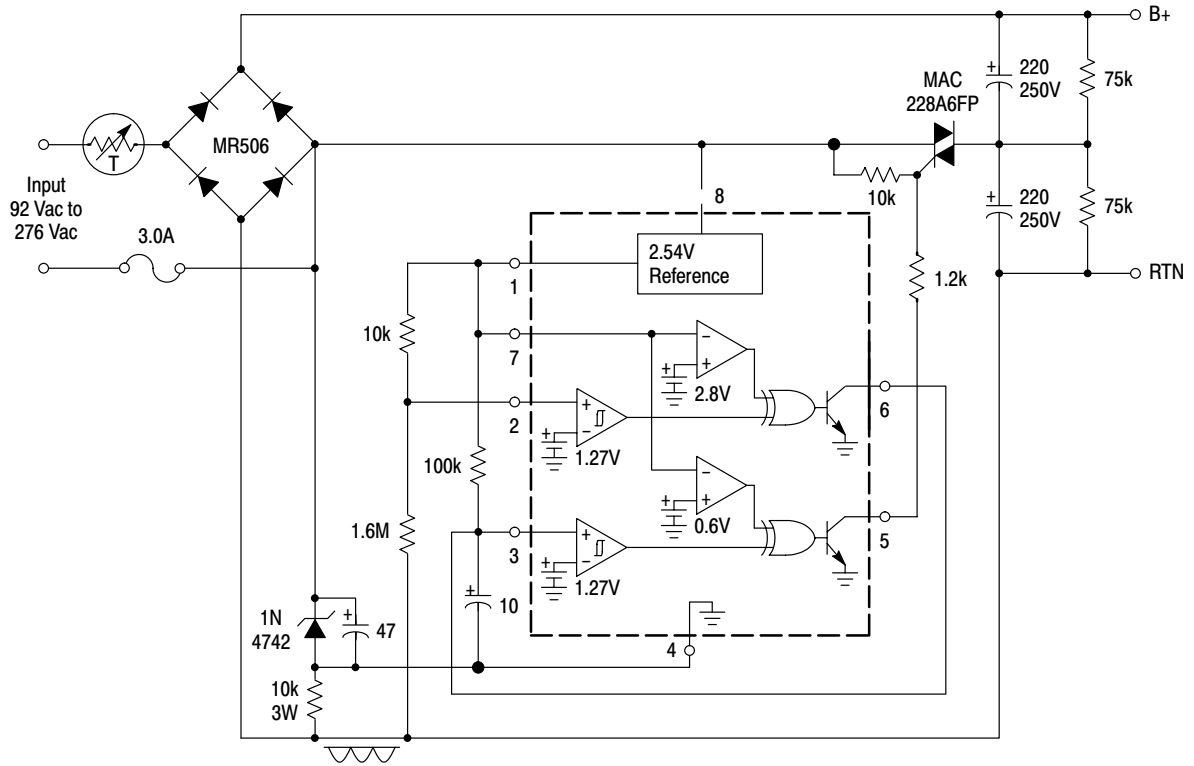 B+
220
250V
75k
MAC
228A6FP
MR506
T
Input
92 Vac to
276 Vac
3.0A
10k
8
220
250V
75k
2.54V
Reference
RTN
1
1.2k
10k
7
-
+
2.8V
6
2
+
-
+
1.27V
100k
-
+
0.6V
5
1.6M
3
+
-
+
1.27V
1N
4742
+
47
+
10
4
10k
3W